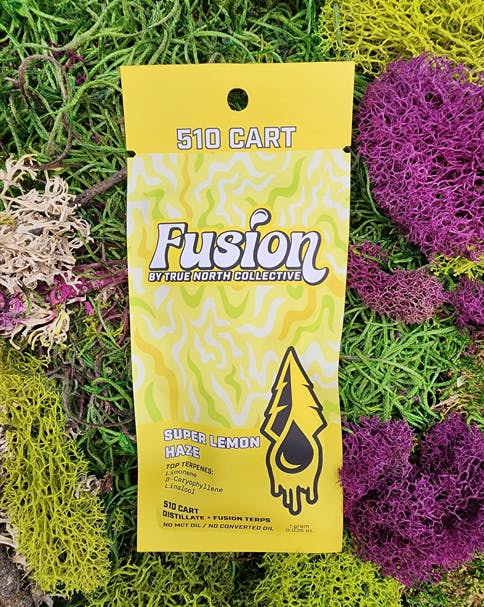 510 CART
Fusion
BY TRUE NORTH COLLECTIVE
SUPER LEMON
HAZE
TOP TERPENES:
Limonene
β-Caryophyllene
Linalool
510 CART
DISTILLATE + FUSION TERPS
NO MCT OIL / NO CONVERTED OIL
1 gram
0.035 oz.